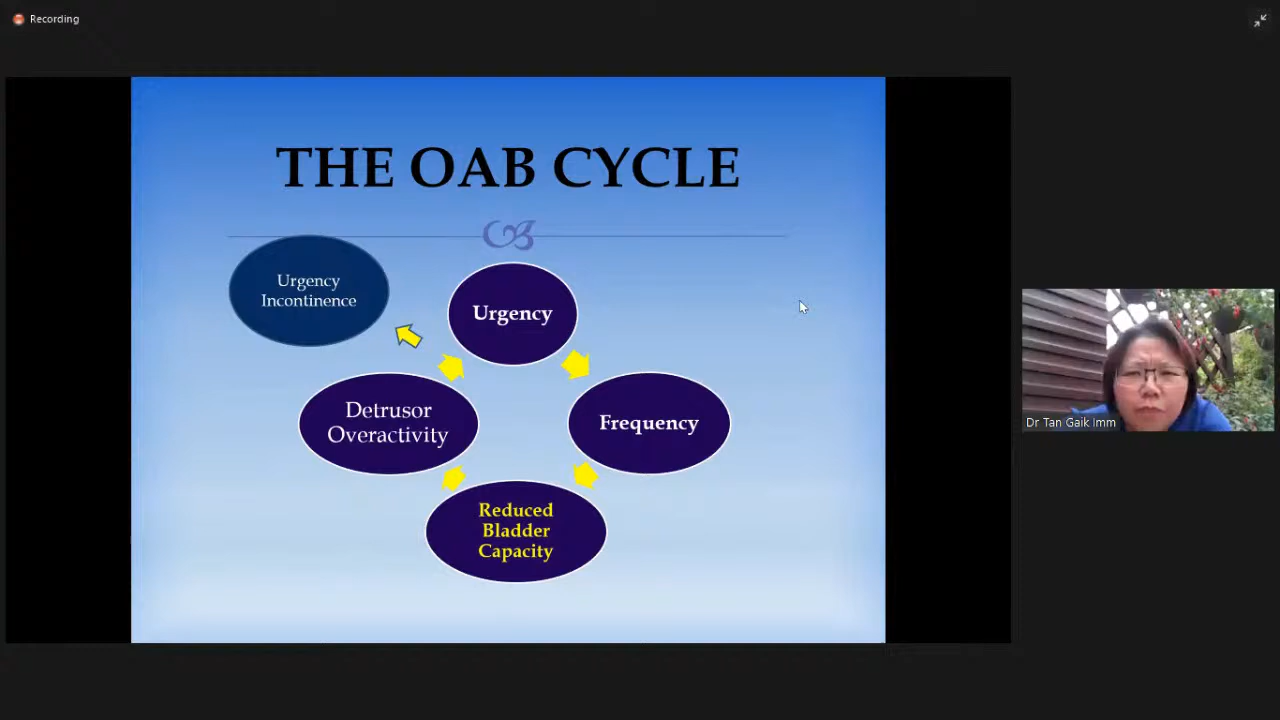 Recording
THE OAB CYCLE
Urgency
Incontinence
Urgency
Detrusor
Overactivity
Frequency
Reduced
Bladder
Capacity
Dr Tan Gaik Imm